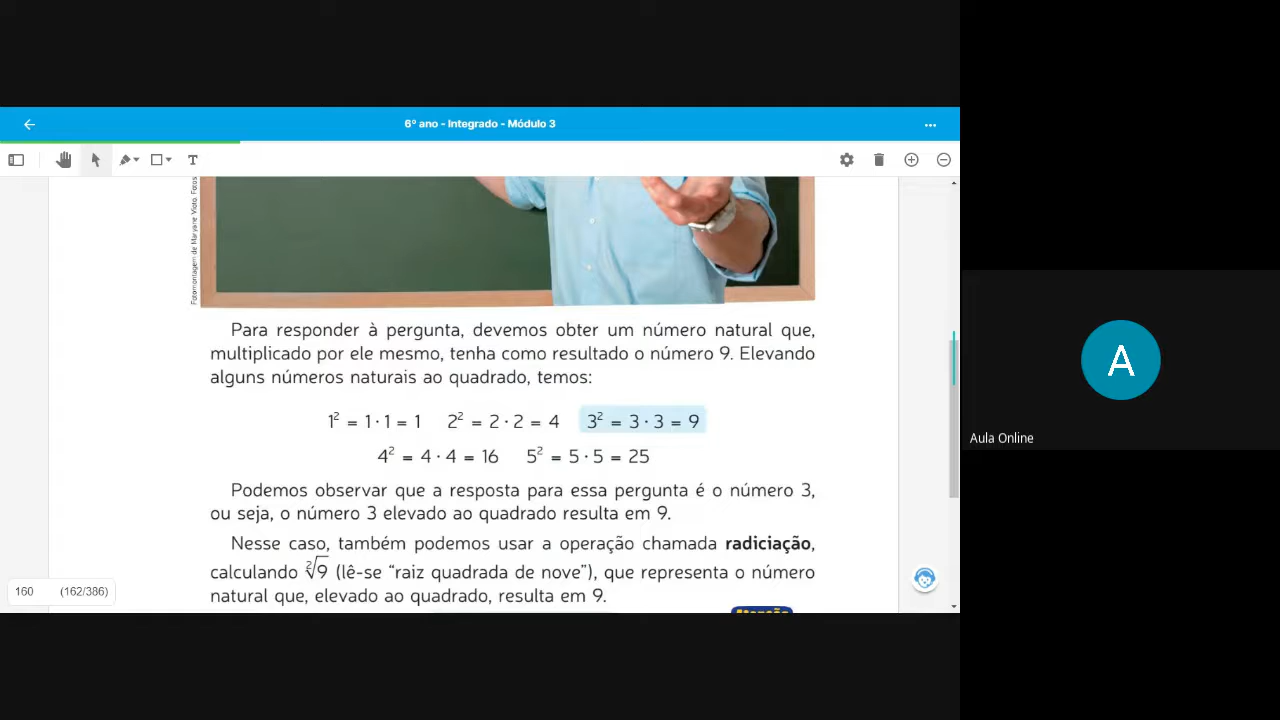 6º ano - Integrado - Módulo 3
T
Fotomontagem de Maryane Vioto. Fotos
Para responder à pergunta, devemos obter um número natural que,
multiplicado por ele mesmo, tenha como resultado o número 9. Elevando
alguns números naturais ao quadrado, temos:
1² = 1 · 1 = 1 2² = 2 · 2 = 4 3² = 3 · 3 = 9
4² = 4 · 4 = 16 5² = 5 · 5 = 25
Podemos observar que a resposta para essa pergunta é o número 3,
ou seja, o número 3 elevado ao quadrado resulta em 9.
Nesse caso, também podemos usar a operação chamada radiciação,
calculando ²√9 (lê-se “raiz quadrada de nove”), que representa o número
natural que, elevado ao quadrado, resulta em 9.
160 (162/386)
A
Aula Online